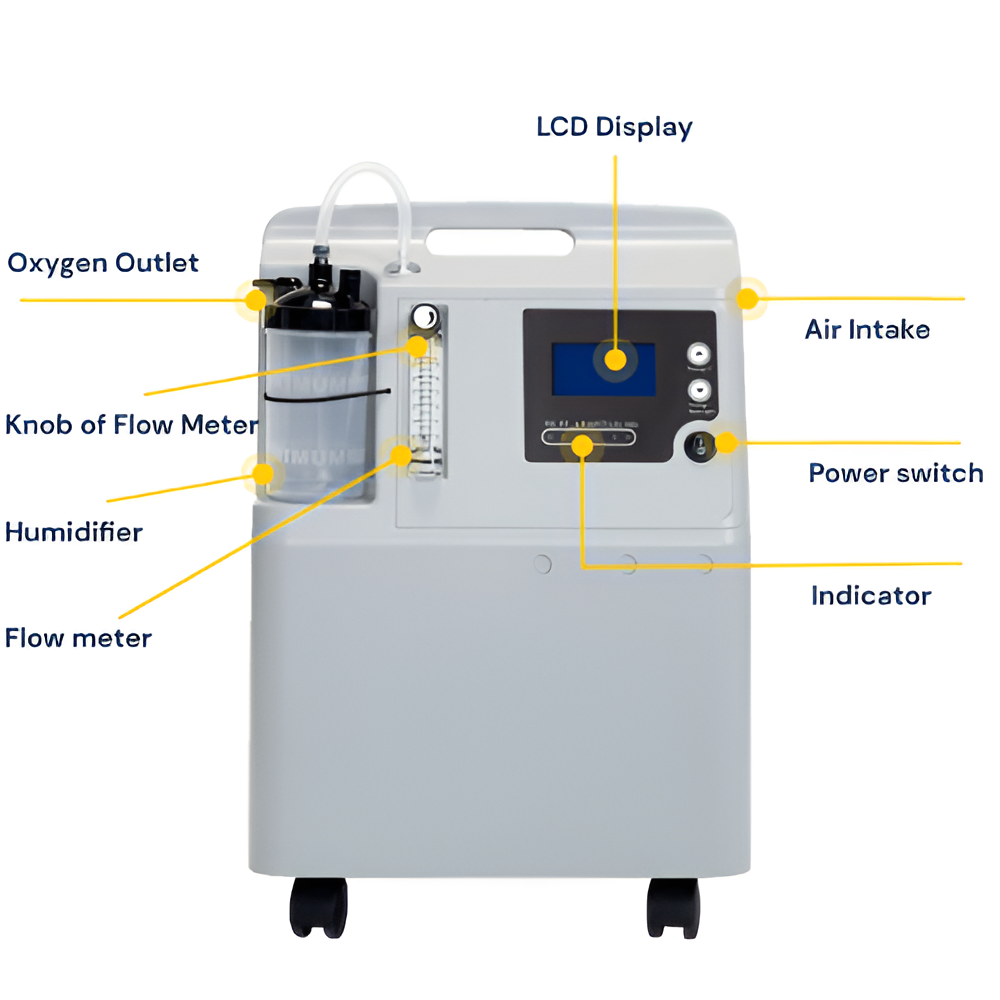 LCD Display
Oxygen Outlet
Air Intake
Knob of Flow Meter
Power switch
Humidifier
Indicator
Flow meter